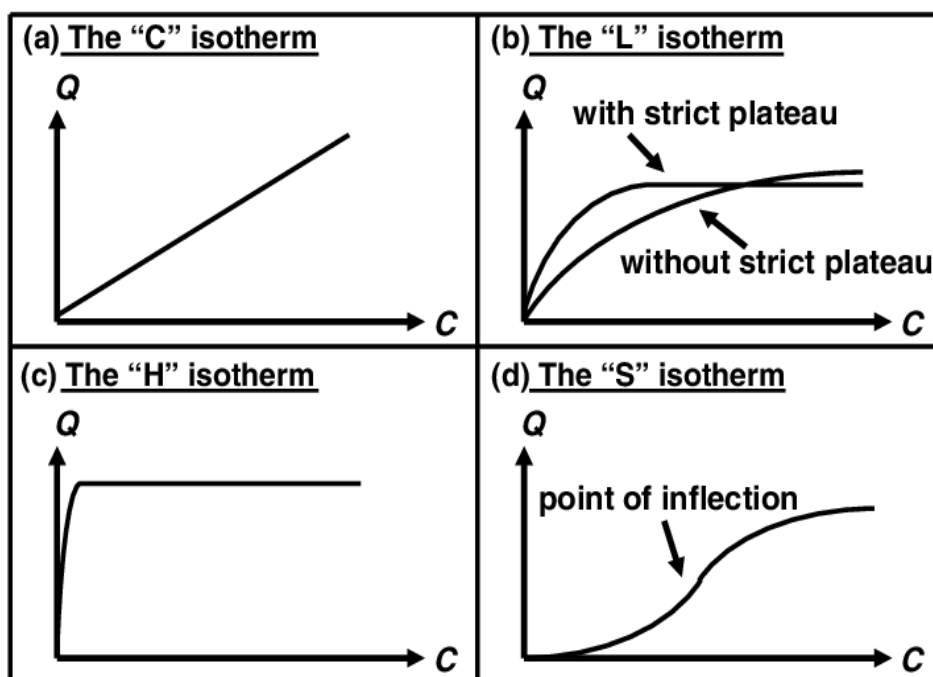 (a) The “C” isotherm
Q
C
(b) The “L” isotherm
Q
with strict plateau
without strict plateau
C
(c) The “H” isotherm
Q
C
(d) The “S” isotherm
Q
point of inflection
C